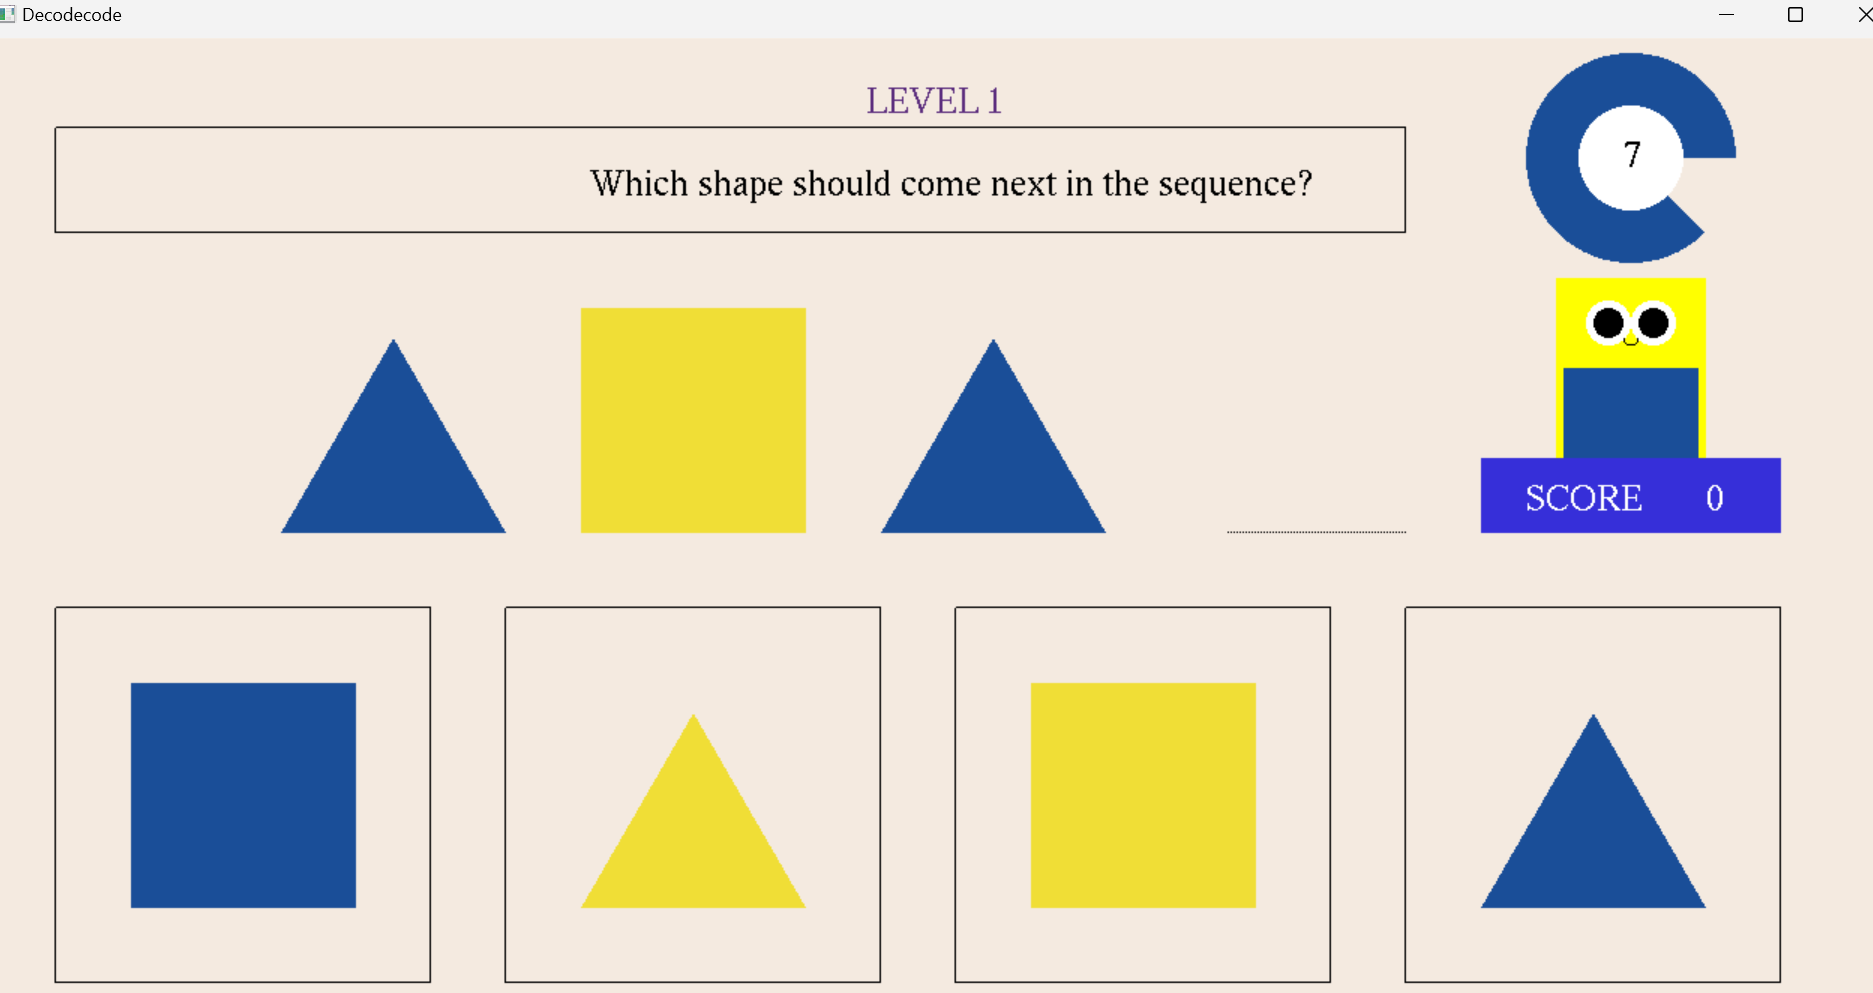 Decodecode
LEVEL 1
Which shape should come next in the sequence?
7
SCORE 0